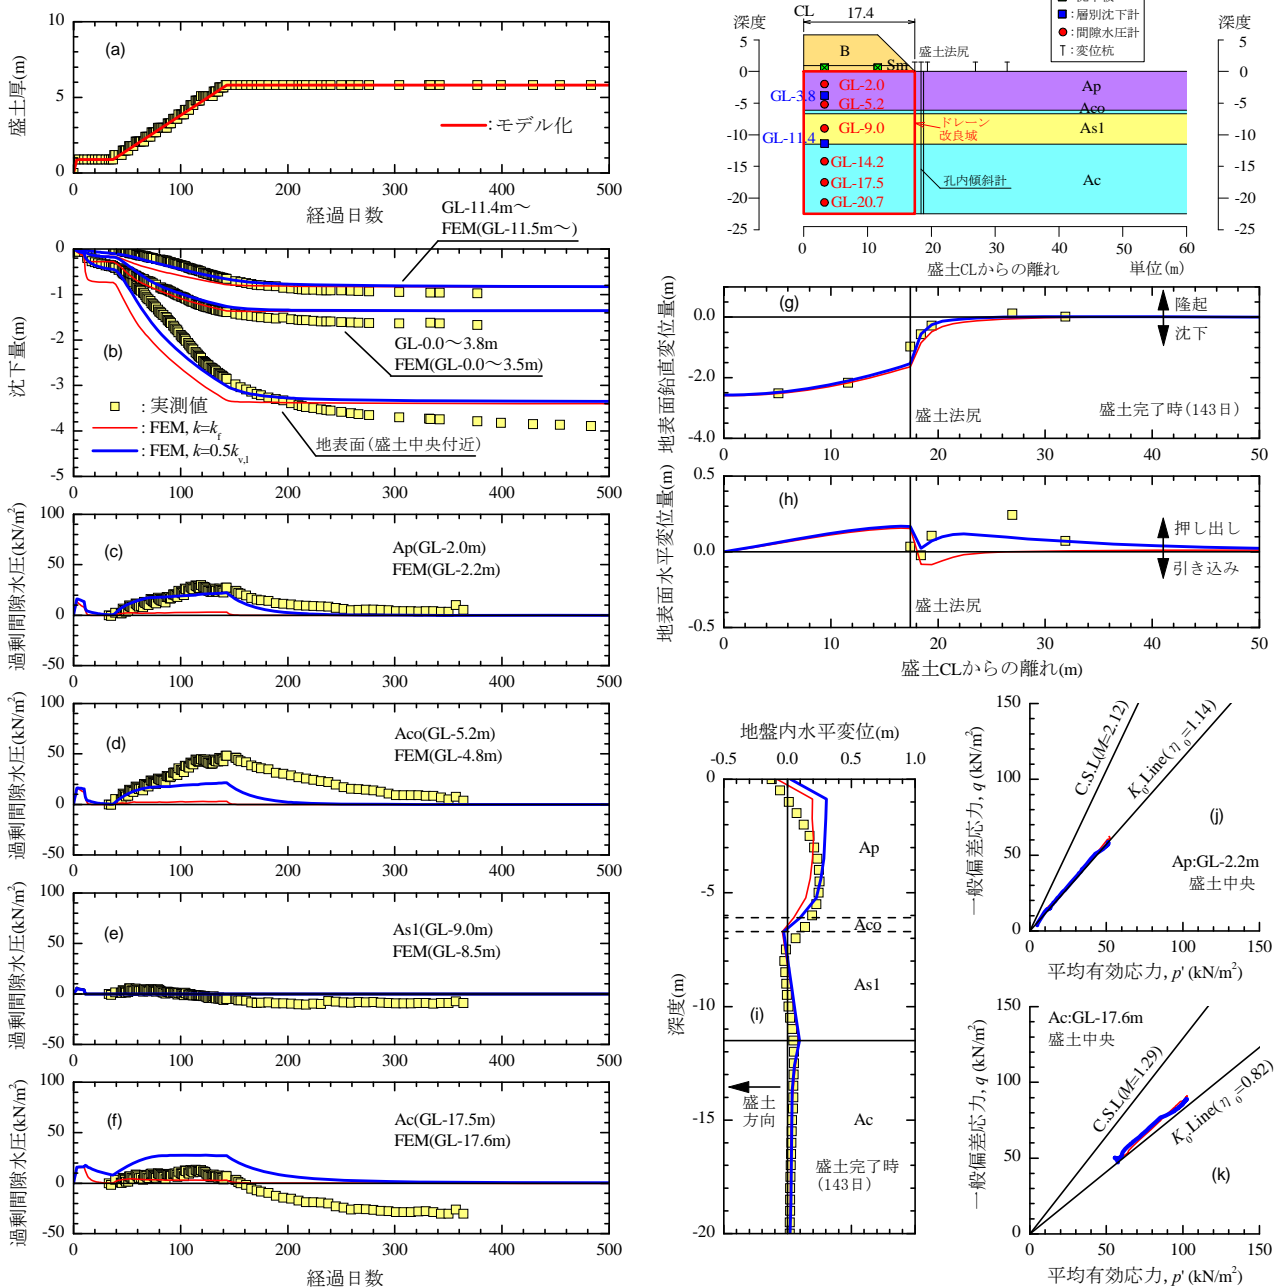 (a)
盛土厚(m)
10
5
0
0 100 200 300 400 500
━━:モデル化
経過日数
(b)
沈下量(m)
0
-1
-2
-3
-4
-5
GL-11.4m～
FEM(GL-11.5m～)
GL-0.0～3.8m
FEM(GL-0.0～3.5m)
: 実測値
: FEM, k=kf
: FEM, k=0.5kv,1
地表面(盛土中央付近)
0 100 200 300 400 500
(c)
過剰間隙水圧(kN/m²)
100
50
0
-50
Ap(GL-2.0m)
FEM(GL-2.2m)
0 100 200 300 400 500
(d)
過剰間隙水圧(kN/m²)
100
50
0
-50
Aco(GL-5.2m)
FEM(GL-4.8m)
0 100 200 300 400 500
(e)
過剰間隙水圧(kN/m²)
100
50
0
-50
As1(GL-9.0m)
FEM(GL-8.5m)
0 100 200 300 400 500
(f)
過剰間隙水圧(kN/m²)
100
50
0
-50
Ac(GL-17.5m)
FEM(GL-17.6m)
0 100 200 300 400 500
経過日数
深度
CL
17.4
:層別沈下計
:間隙水圧計
:変位杭
深度
B
Sm
盛土法尻
5
0
-5
-10
-15
-20
-25
GL-2.0
GL-3.8
GL-5.2
GL-9.0
GL-11.4
GL-14.2
GL-17.5
GL-20.7
ドレーン
改良域
孔内傾斜計
Ap
Aco
As1
Ac
5
0
-5
-10
-15
-20
-25
0 10 20 30 40 50 60
盛土CLからの離れ
単位(m)
(g)
地表面鉛直変位量(m)
0.0
-2.0
-4.0
隆起
沈下
盛土法尻
盛土完了時(143日)
(h)
地表面水平変位量(m)
0.5
0.0
-0.5
押し出し
引き込み
盛土法尻
0 10 20 30 40 50
盛土CLからの離れ(m)
地盤内水平変位(m)
-0.5 0.0 0.5 1.0
深度(m)
0
-5
-10
-15
-20
Ap
Aco
As1
(i)
盛土
方向
Ac
盛土完了時
(143日)
一般偏差応力, q (kN/m²)
150
100
50
0
C.S.L(M=2.12)
K0 Line(η0=1.14)
(j)
Ap:GL-2.2m
盛土中央
0 50 100 150
平均有効応力, p' (kN/m²)
一般偏差応力, q (kN/m²)
150
100
50
0
Ac:GL-17.6m
盛土中央
C.S.L(M=1.29)
K0 Line(η0=0.82)
(k)
0 50 100 150
平均有効応力, p' (kN/m²)